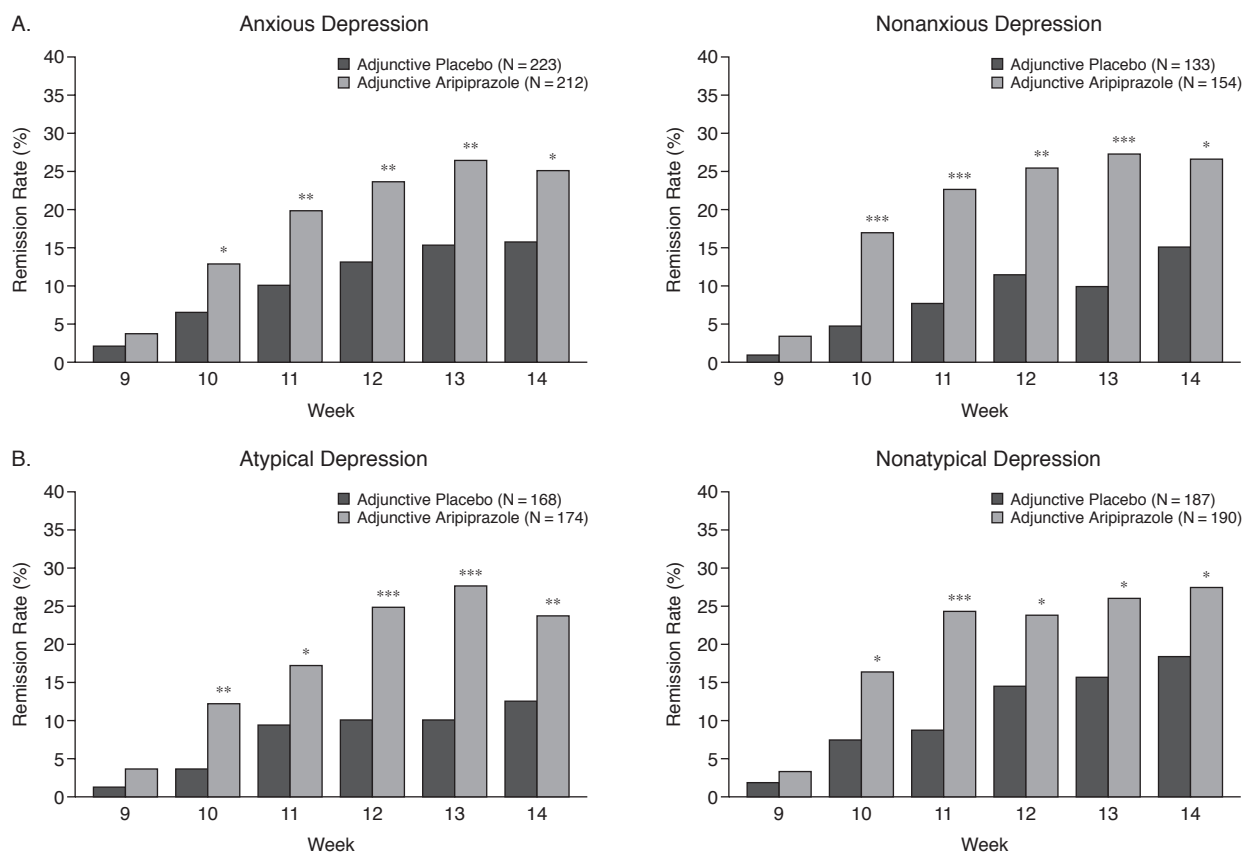 A.
Anxious Depression
40
35
30
25
20
15
10
5
0
Remission Rate (%)
Adjunctive Placebo (N = 223)
Adjunctive Aripiprazole (N = 212)
*
**
**
**
*
9 10 11 12 13 14
Week
Nonanxious Depression
40
35
30
25
20
15
10
5
0
Remission Rate (%)
Adjunctive Placebo (N = 133)
Adjunctive Aripiprazole (N = 154)
***
***
**
***
*
9 10 11 12 13 14
Week
B.
Atypical Depression
40
35
30
25
20
15
10
5
0
Remission Rate (%)
Adjunctive Placebo (N = 168)
Adjunctive Aripiprazole (N = 174)
**
*
***
***
**
9 10 11 12 13 14
Week
Nonatypical Depression
40
35
30
25
20
15
10
5
0
Remission Rate (%)
Adjunctive Placebo (N = 187)
Adjunctive Aripiprazole (N = 190)
*
***
*
*
*
9 10 11 12 13 14
Week